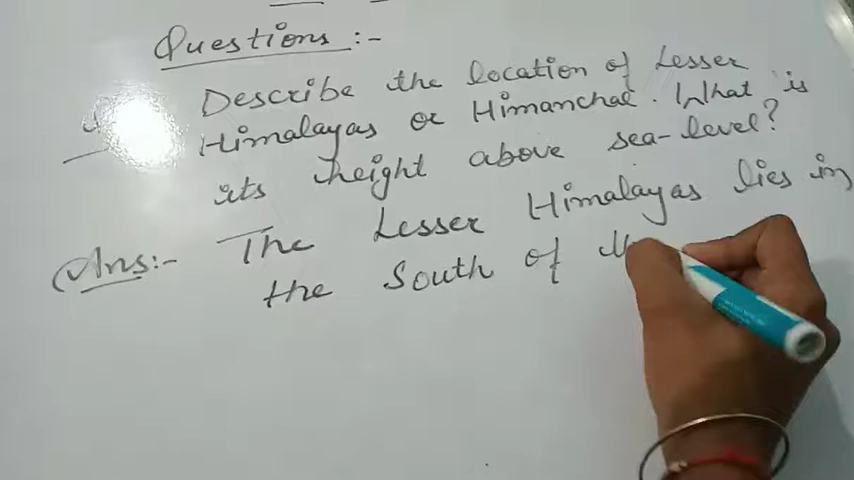 Questions :-
Describe the location of Lesser
Himalayas or Himanchal. What is
its height above sea-level?
Ans:- The Lesser Himalayas lies in
the South of